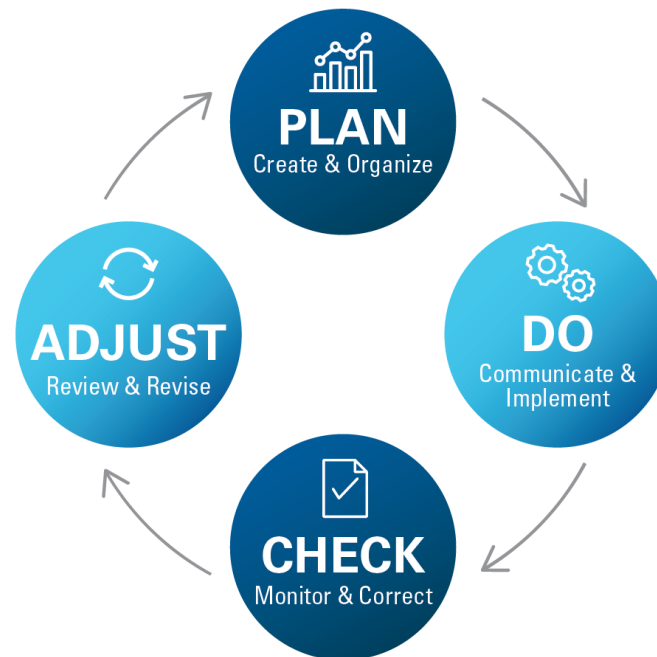 PLAN
Create & Organize
DO
Communicate &
Implement
CHECK
Monitor & Correct
ADJUST
Review & Revise